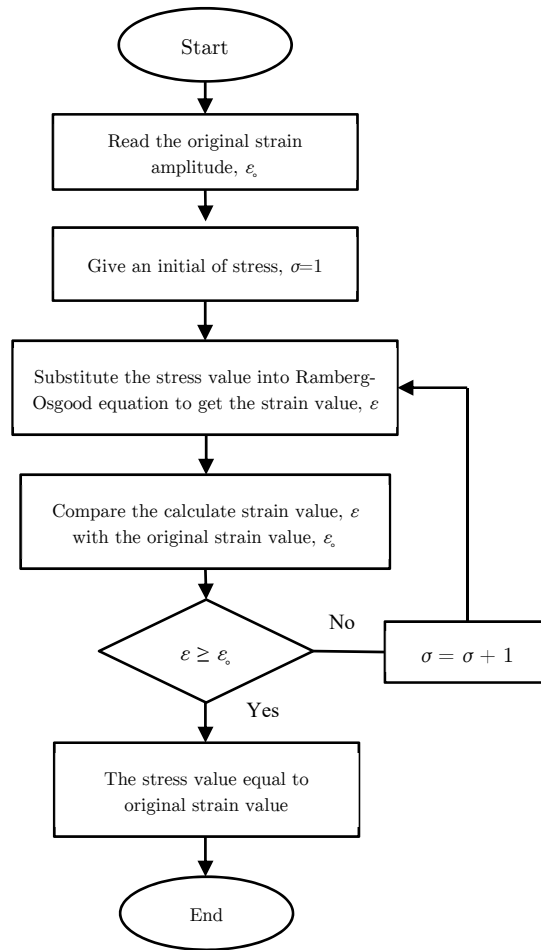 Start
Read the original strain
amplitude, ε∘
Give an initial of stress, σ=1
Substitute the stress value into Ramberg-
Osgood equation to get the strain value, ε
Compare the calculate strain value, ε
with the original strain value, ε∘
ε ≥ ε∘
No
σ = σ + 1
Yes
The stress value equal to
original strain value
End